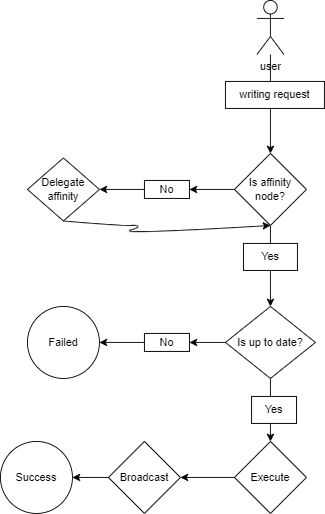 user
writing request
Is affinity
node?
No
Delegate
affinity
Yes
Is up to date?
No
Failed
Yes
Execute
Broadcast
Success